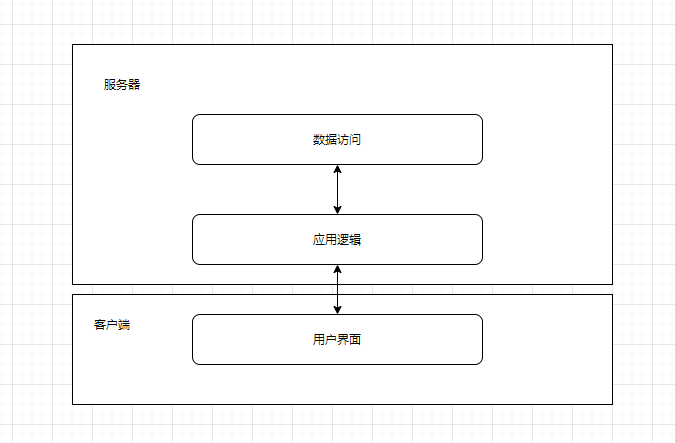 服务器
数据访问
应用逻辑
客户端
用户界面